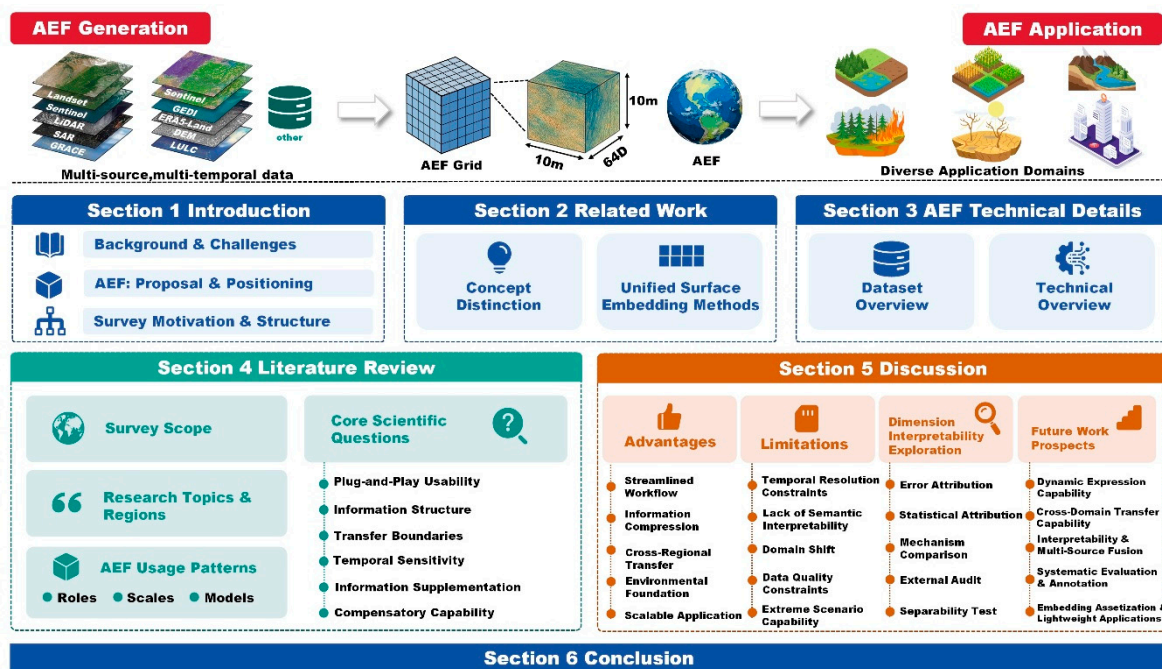 AEF Generation
AEF Application
Landset
Sentinel
LiDAR
SAR
GRACE
Sentinel
GEDI
ERA5-Land
DEM
LULC
other
Multi-source,multi-temporal data
AEF Grid
10m
64D
10m
AEF
Diverse Application Domains
Section 1 Introduction
Background & Challenges
AEF: Proposal & Positioning
Survey Motivation & Structure
Section 2 Related Work
Concept
Distinction
Unified Surface
Embedding Methods
Section 3 AEF Technical Details
Dataset
Overview
Technical
Overview
Section 4 Literature Review
Survey Scope
Research Topics &
Regions
AEF Usage Patterns
Roles Scales Models
Core Scientific
Questions
Plug-and-Play Usability
Information Structure
Transfer Boundaries
Temporal Sensitivity
Information Supplementation
Compensatory Capability
Section 5 Discussion
Advantages
Streamlined
Workflow
Information
Compression
Cross-Regional
Transfer
Environmental
Foundation
Scalable Application
Limitations
Temporal Resolution
Constraints
Lack of Semantic
Interpretability
Domain Shift
Data Quality
Constraints
Extreme Scenario
Capability
Dimension
Interpretability
Exploration
Error Attribution
Statistical Attribution
Mechanism
Comparison
External Audit
Separability Test
Future Work
Prospects
Dynamic Expression
Capability
Cross-Domain Transfer
Capability
Interpretability &
Multi-Source Fusion
Systematic Evaluation
& Annotation
Embedding Assetization &
Lightweight Applications
Section 6 Conclusion